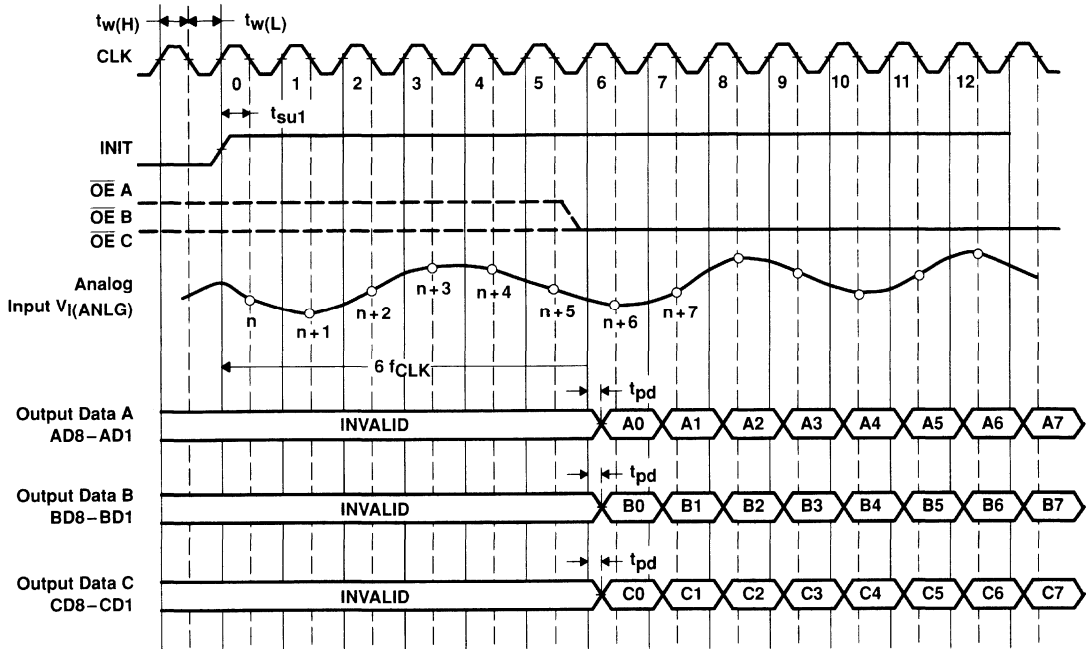 tw(H) tw(L)
CLK
0 1 2 3 4 5 6 7 8 9 10 11 12
tsu1
INIT
OE A
OE B
OE C
Analog
Input VI(ANLG)
n n+1 n+2 n+3 n+4 n+5 n+6 n+7
6 fCLK
tpd
Output Data A
AD8–AD1
INVALID A0 A1 A2 A3 A4 A5 A6 A7
tpd
Output Data B
BD8–BD1
INVALID B0 B1 B2 B3 B4 B5 B6 B7
tpd
Output Data C
CD8–CD1
INVALID C0 C1 C2 C3 C4 C5 C6 C7